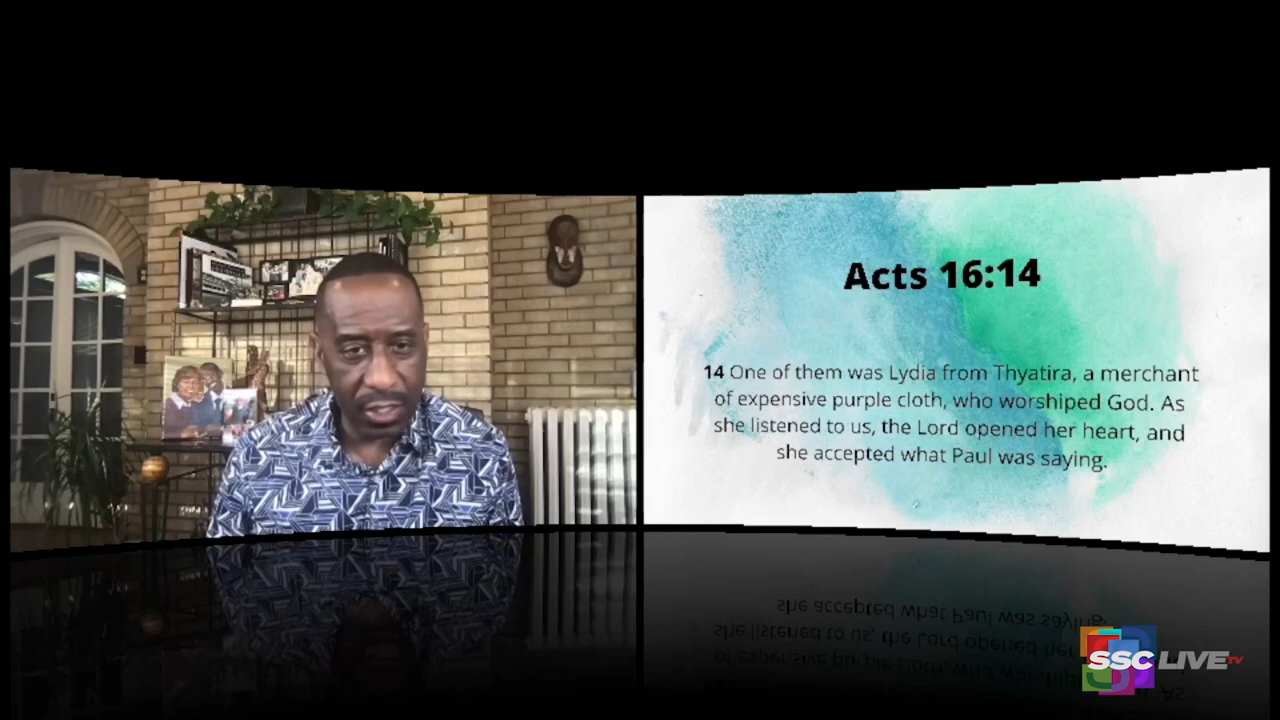 Acts 16:14
14 One of them was Lydia from Thyatira, a merchant
of expensive purple cloth, who worshiped God. As
she listened to us, the Lord opened her heart, and
she accepted what Paul was saying.
SSC LIVE TV